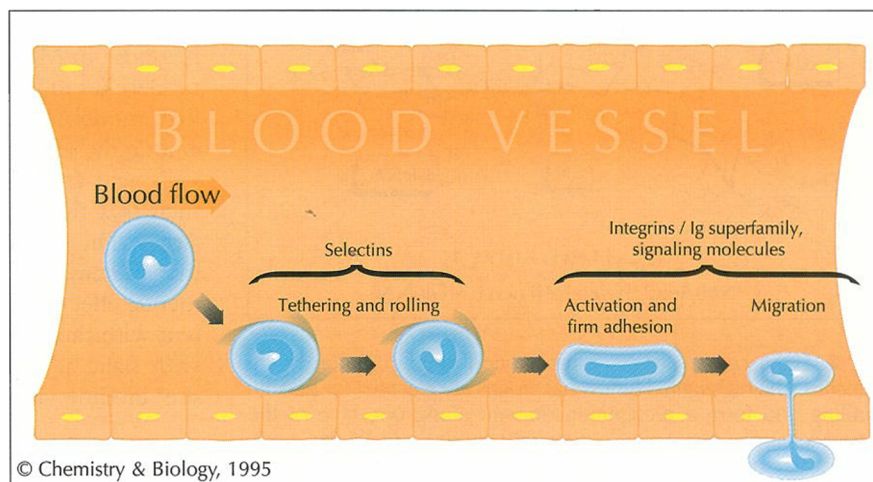 BLOOD VESSEL
Blood flow
Selectins
Tethering and rolling
Integrins / Ig superfamily,
signaling molecules
Activation and
firm adhesion
Migration
© Chemistry & Biology, 1995